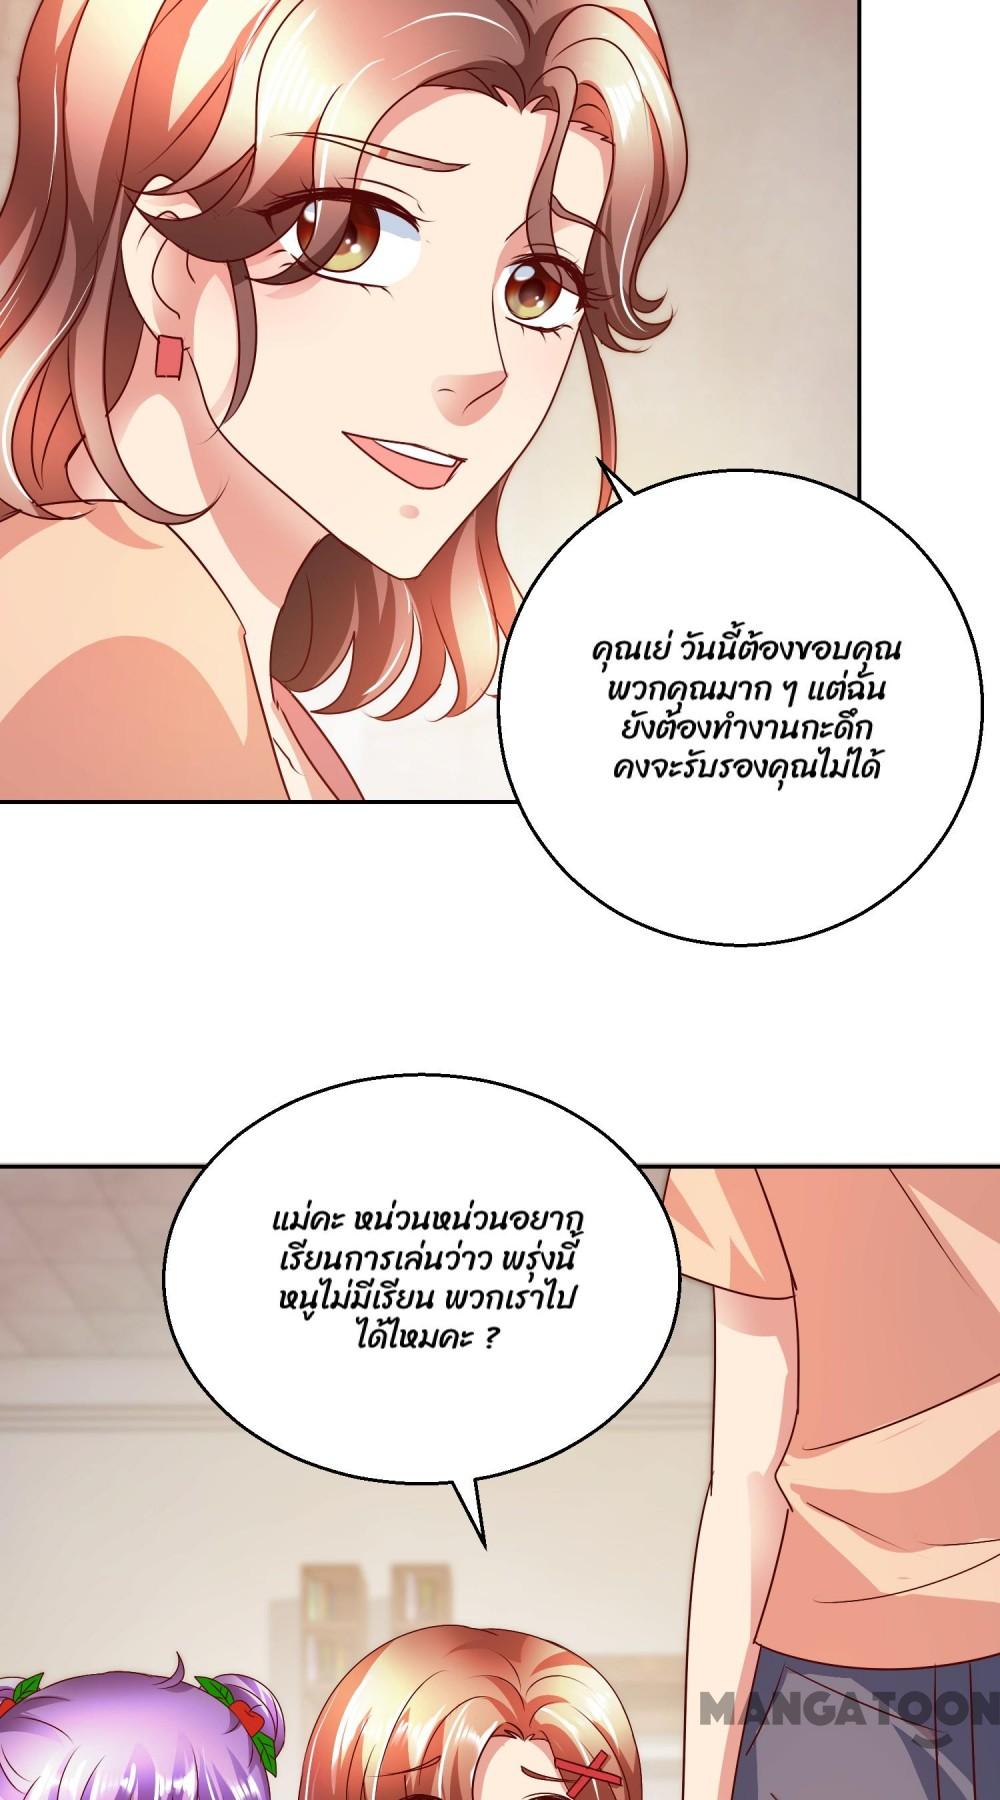 คุณเย่ วันนี้ต้องขอบคุณ
พวกคุณมาก ๆ แต่ฉัน
ยังต้องทำงานกะดึก
คงจะรับรองคุณไม่ได้
แม่คะ หน่วนหน่วนอยาก
เรียนการเล่นว่าว พรุ่งนี้
หนูไม่มีเรียน พวกเราไป
ได้ไหมคะ ?
MANGATOON